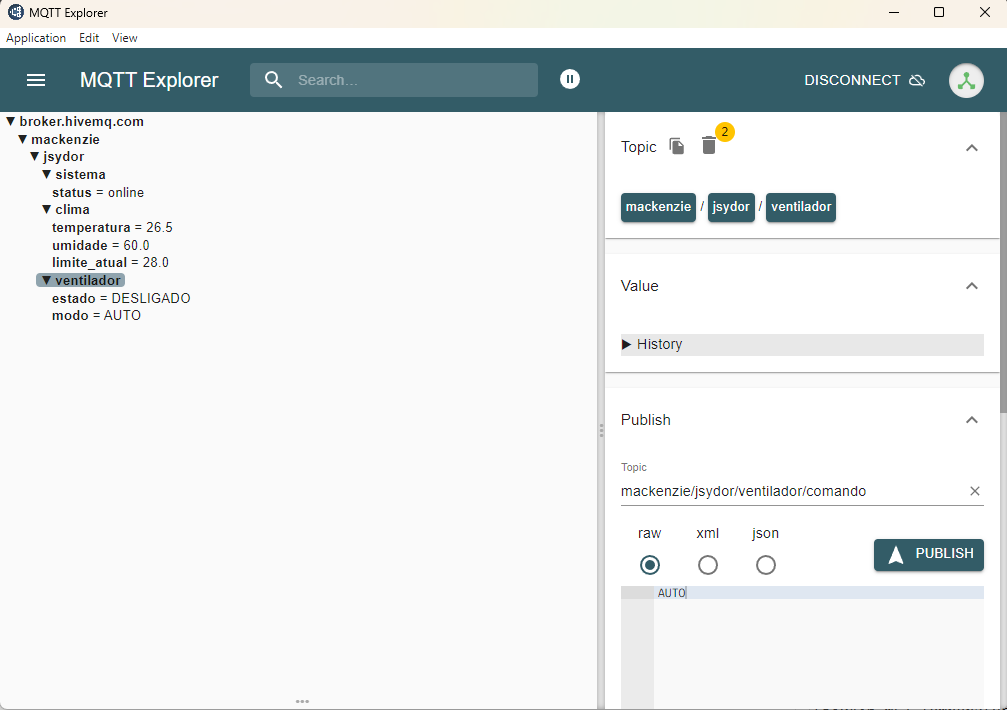 MQTT Explorer
Application Edit View
MQTT Explorer Search... DISCONNECT
▼ broker.hivemq.com
▼ mackenzie
▼ jsydor
▼ sistema
status = online
▼ clima
temperatura = 26.5
umidade = 60.0
limite_atual = 28.0
▼ ventilador
estado = DESLIGADO
modo = AUTO
Topic 2
mackenzie / jsydor / ventilador
Value
▶ History
Publish
Topic
mackenzie/jsydor/ventilador/comando
raw xml json
PUBLISH
AUTO